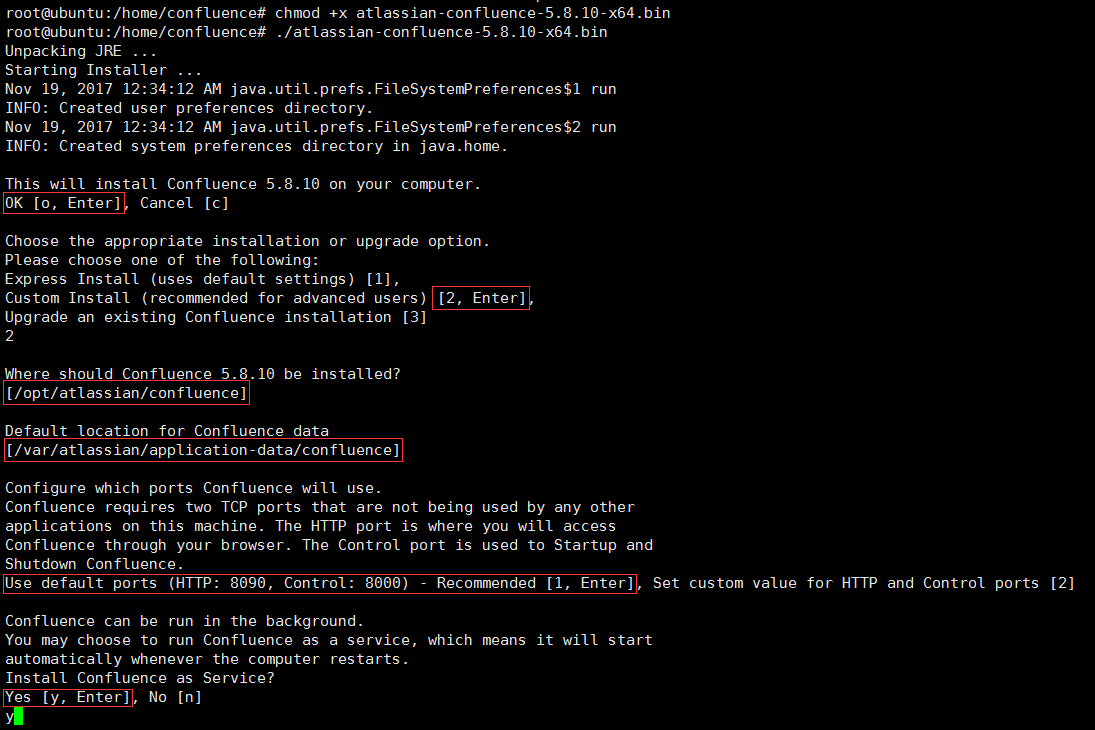 root@ubuntu:/home/confluence# chmod +x atlassian-confluence-5.8.10-x64.bin
root@ubuntu:/home/confluence# ./atlassian-confluence-5.8.10-x64.bin
Unpacking JRE ...
Starting Installer ...
Nov 19, 2017 12:34:12 AM java.util.prefs.FileSystemPreferences$1 run
INFO: Created user preferences directory.
Nov 19, 2017 12:34:12 AM java.util.prefs.FileSystemPreferences$2 run
INFO: Created system preferences directory in java.home.

This will install Confluence 5.8.10 on your computer.
OK [o, Enter], Cancel [c]

Choose the appropriate installation or upgrade option.
Please choose one of the following:
Express Install (uses default settings) [1],
Custom Install (recommended for advanced users) [2, Enter],
Upgrade an existing Confluence installation [3]
2

Where should Confluence 5.8.10 be installed?
[/opt/atlassian/confluence]

Default location for Confluence data
[/var/atlassian/application-data/confluence]

Configure which ports Confluence will use.
Confluence requires two TCP ports that are not being used by any other
applications on this machine. The HTTP port is where you will access
Confluence through your browser. The Control port is used to Startup and
Shutdown Confluence.
Use default ports (HTTP: 8090, Control: 8000) - Recommended [1, Enter], Set custom value for HTTP and Control ports [2]

Confluence can be run in the background.
You may choose to run Confluence as a service, which means it will start
automatically whenever the computer restarts.
Install Confluence as Service?
Yes [y, Enter], No [n]
y